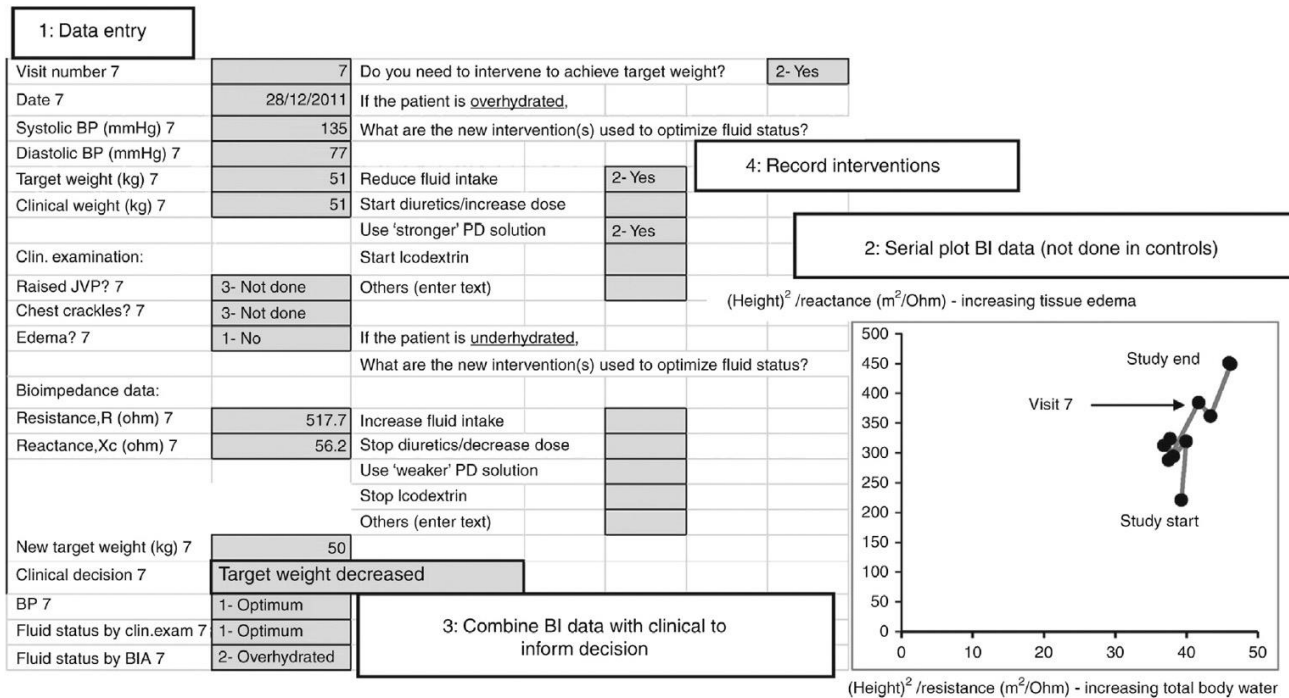 1: Data entry
Visit number 7 7 Do you need to intervene to achieve target weight? 2- Yes
Date 7 28/12/2011 If the patient is overhydrated,
Systolic BP (mmHg) 7 135 What are the new intervention(s) used to optimize fluid status?
Diastolic BP (mmHg) 7 77
4: Record interventions
Target weight (kg) 7 51 Reduce fluid intake 2- Yes
Clinical weight (kg) 7 51 Start diuretics/increase dose
Use 'stronger' PD solution 2- Yes
2: Serial plot BI data (not done in controls)
Clin. examination: Start Icodextrin
Raised JVP? 7 3- Not done Others (enter text)
(Height)2 /reactance (m2/Ohm) - increasing tissue edema
Chest crackles? 7 3- Not done
Edema? 7 1- No If the patient is underhydrated,
What are the new intervention(s) used to optimize fluid status?
Bioimpedance data:
Resistance,R (ohm) 7 517.7 Increase fluid intake
Reactance,Xc (ohm) 7 56.2 Stop diuretics/decrease dose
Use 'weaker' PD solution
Stop Icodextrin
Others (enter text)
New target weight (kg) 7 50
Clinical decision 7 Target weight decreased
BP 7 1- Optimum
Fluid status by clin.exam 7 1- Optimum
Fluid status by BIA 7 2- Overhydrated
3: Combine BI data with clinical to
inform decision
500
450
400
350
300
250
200
150
100
50
0
Study end
Visit 7
Study start
0 10 20 30 40 50
(Height)2 /resistance (m2/Ohm) - increasing total body water